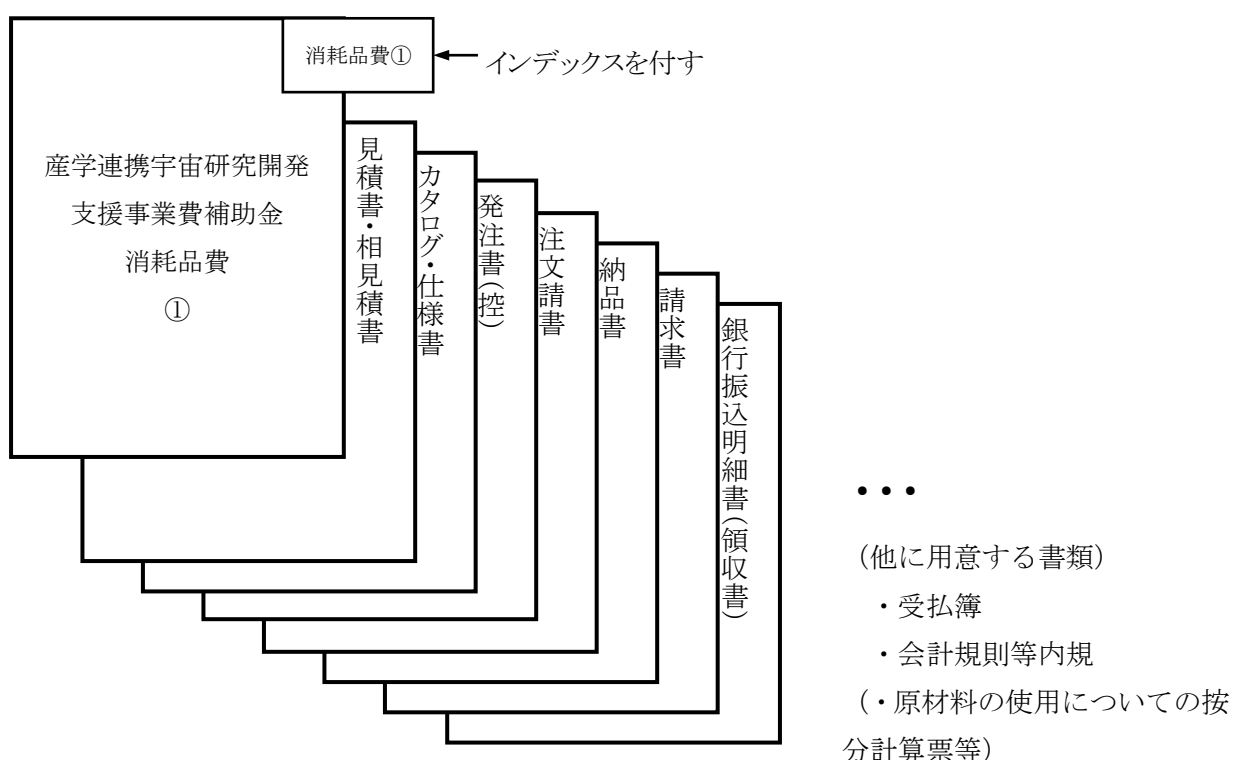 消耗品費①
インデックスを付す
産学連携宇宙研究開発
支援事業費補助金
消耗品費
①
見積書・相見積書
カタログ・仕様書
発注書(控)
注文請書
納品書
請求書
銀行振込明細書(領収書)
・・・
(他に用意する書類)
・受払簿
・会計規則等内規
(・原材料の使用についての按
分計算票等)